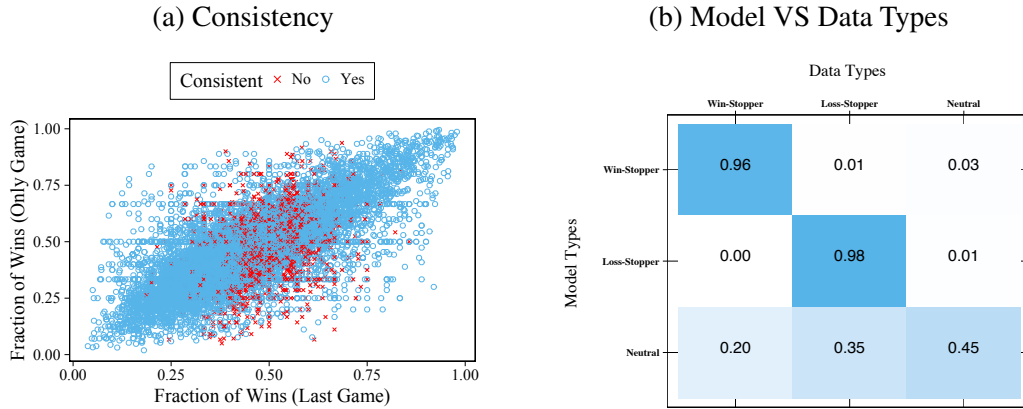 (a) Consistency
Consistent × No ○ Yes
Fraction of Wins (Only Game)
1.00
0.75
0.50
0.25
0.00
0.00 0.25 0.50 0.75 1.00
Fraction of Wins (Last Game)
(b) Model VS Data Types
Data Types
Win-Stopper Loss-Stopper Neutral
Model Types
Win-Stopper 0.96 0.01 0.03
Loss-Stopper 0.00 0.98 0.01
Neutral 0.20 0.35 0.45